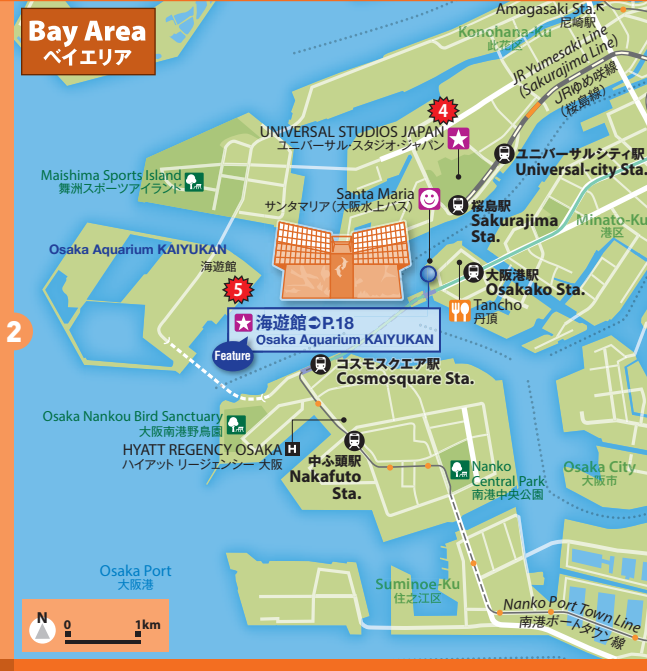 Bay Area
ベイエリア
Amagasaki Sta.
尼崎駅
Konohana-Ku
此花区
JR Yumesaki Line
(Sakurajima Line)
JRゆめ咲線
(桜島線)
4
UNIVERSAL STUDIOS JAPAN
ユニバーサル・スタジオ・ジャパン
ユニバーサルシティ駅
Universal-city Sta.
Maishima Sports Island
舞洲スポーツアイランド
Santa Maria
サンタマリア(大阪水上バス)
桜島駅
Sakurajima
Sta.
Minato-Ku
港区
Osaka Aquarium KAIYUKAN
海遊館
5
大阪港駅
Osakako Sta.
Tancho
丹頂
2
海遊館➲P.18
Osaka Aquarium KAIYUKAN
Feature
コスモスクエア駅
Cosmosquare Sta.
Osaka Nankou Bird Sanctuary
大阪南港野鳥園
HYATT REGENCY OSAKA H
ハイアット リージェンシー 大阪
中ふ頭駅
Nakafuto
Sta.
Nanko
Central Park
南港中央公園
Osaka City
大阪市
Osaka Port
大阪港
Suminoe-Ku
住之江区
Nanko Port Town Line
南港ポートタウン線
N
0 1km